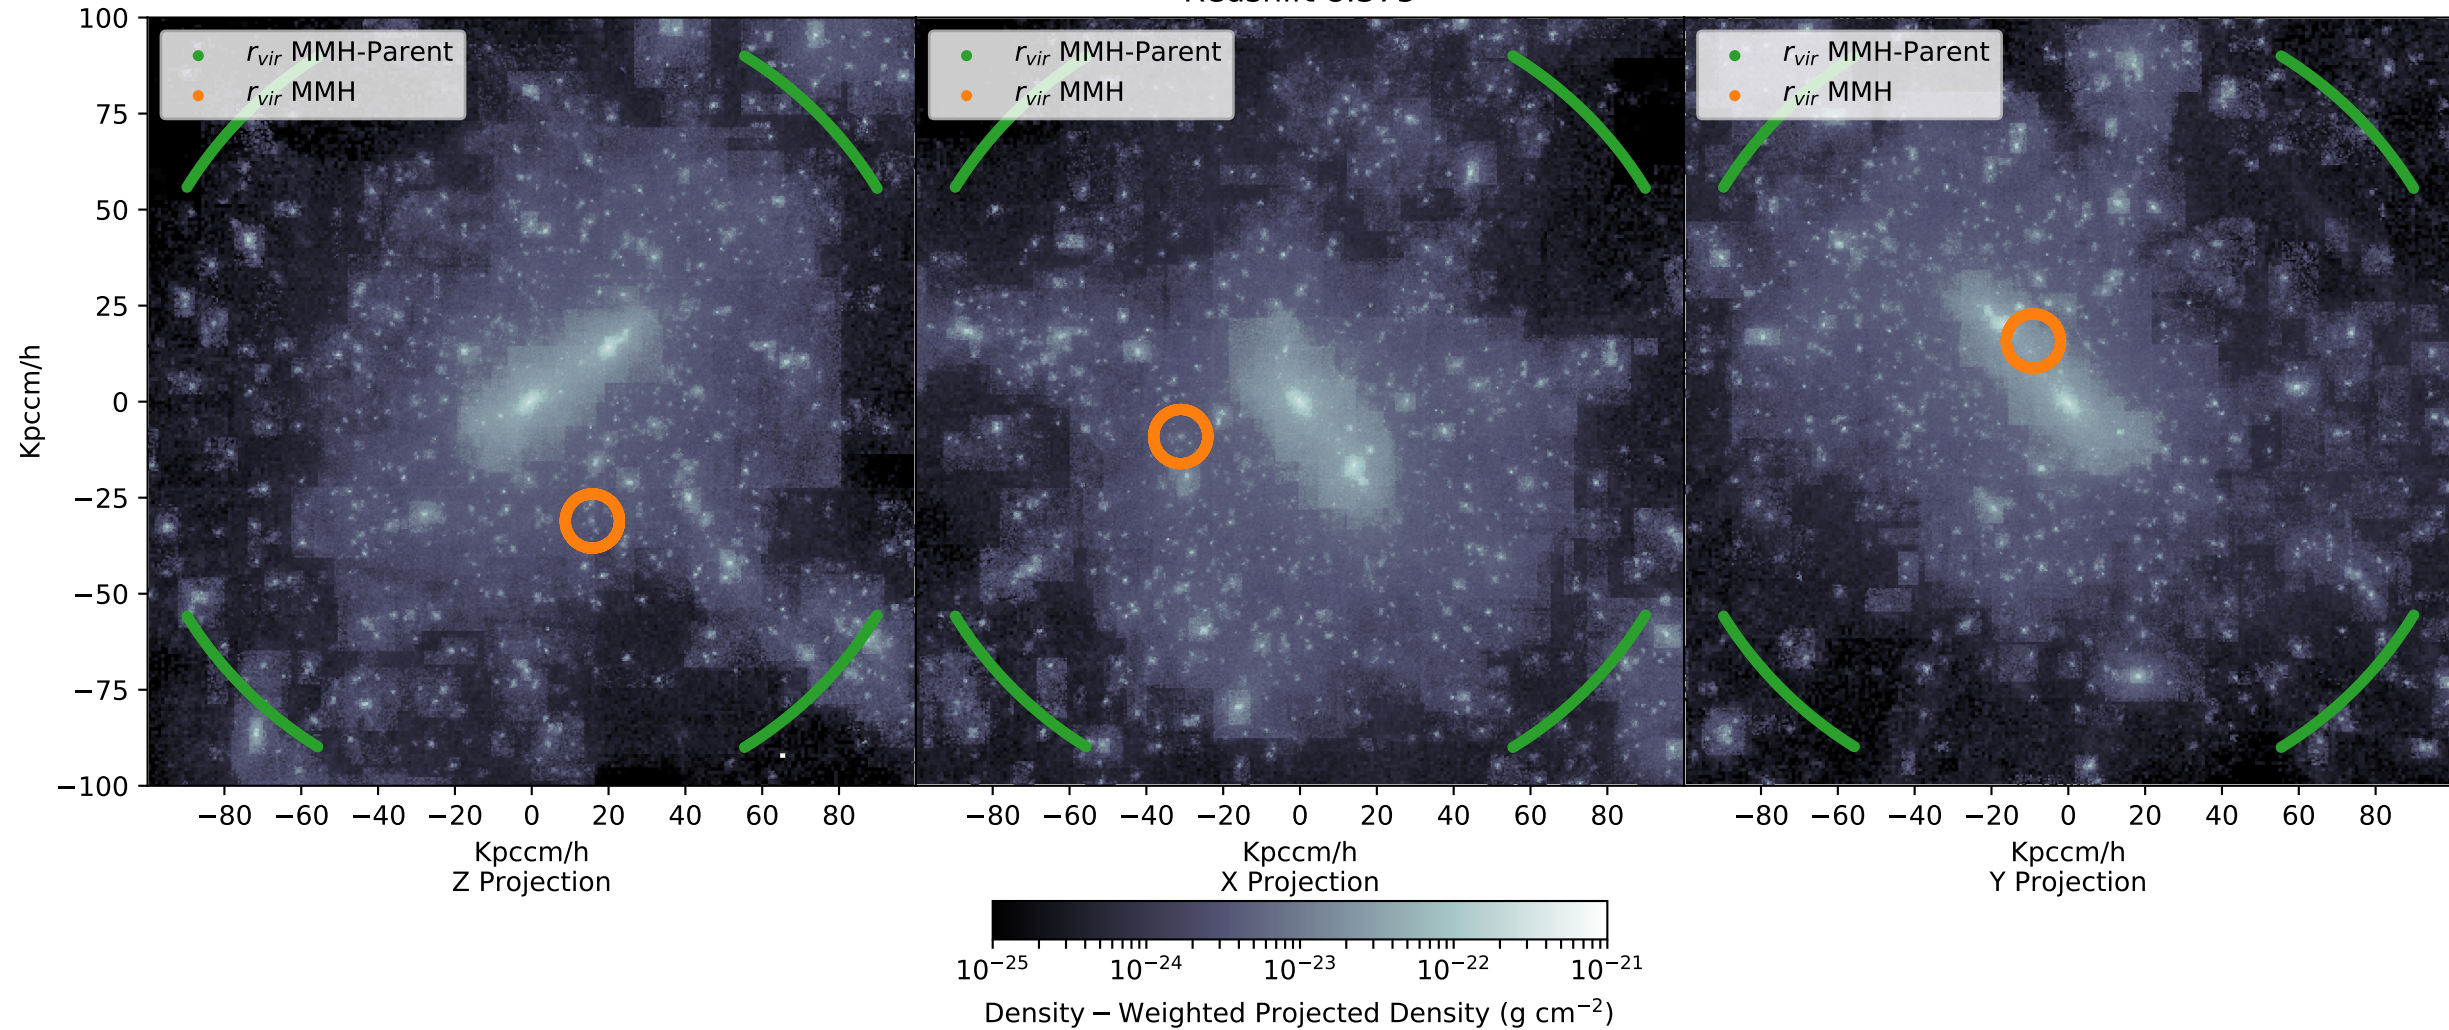 r_vir MMH-Parent
r_vir MMH
r_vir MMH-Parent
r_vir MMH
r_vir MMH-Parent
r_vir MMH
100
75
50
25
0
−25
−50
−75
−100
Kpccm/h
−80 −60 −40 −20 0 20 40 60 80
−80 −60 −40 −20 0 20 40 60 80
−80 −60 −40 −20 0 20 40 60 80
Kpccm/h
Z Projection
Kpccm/h
X Projection
Kpccm/h
Y Projection
10^−25 10^−24 10^−23 10^−22 10^−21
Density − Weighted Projected Density (g cm^−2)